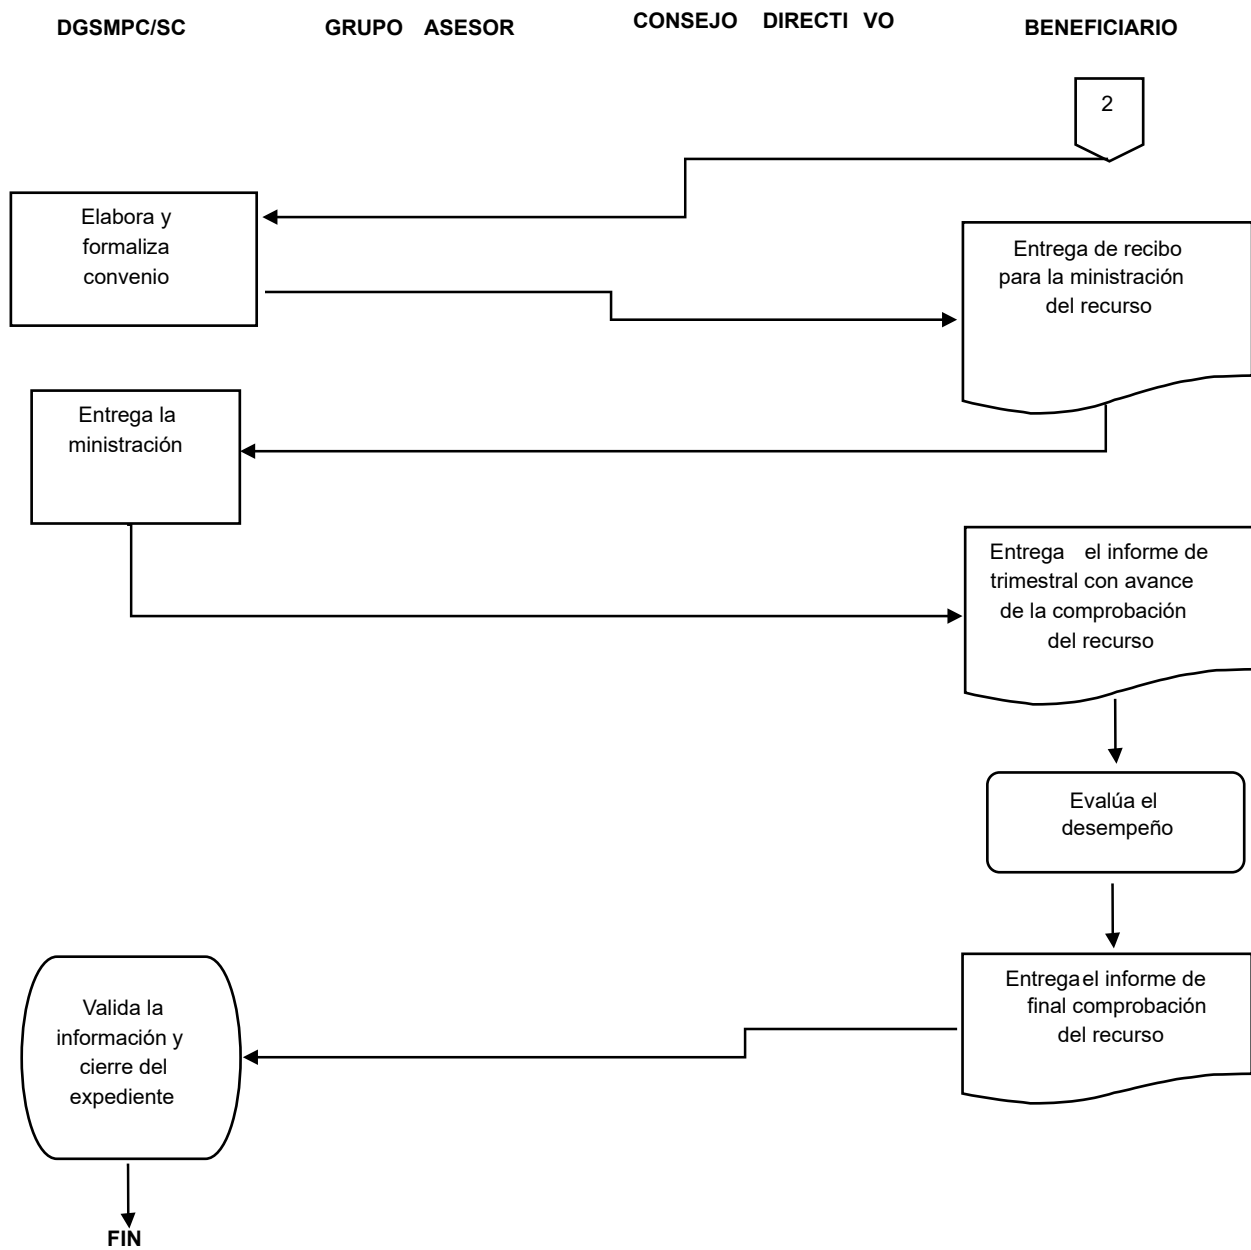 DGSMPC/SC GRUPO ASESOR CONSEJO DIRECTI VO BENEFICIARIO
2
Elabora y
formaliza
convenio
Entrega de recibo
para la ministración
del recurso
Entrega la
ministración
Entrega el informe de
trimestral con avance
de la comprobación
del recurso
Evalúa el
desempeño
Entrega el informe de
final comprobación
del recurso
Valida la
información y
cierre del
expediente
FIN